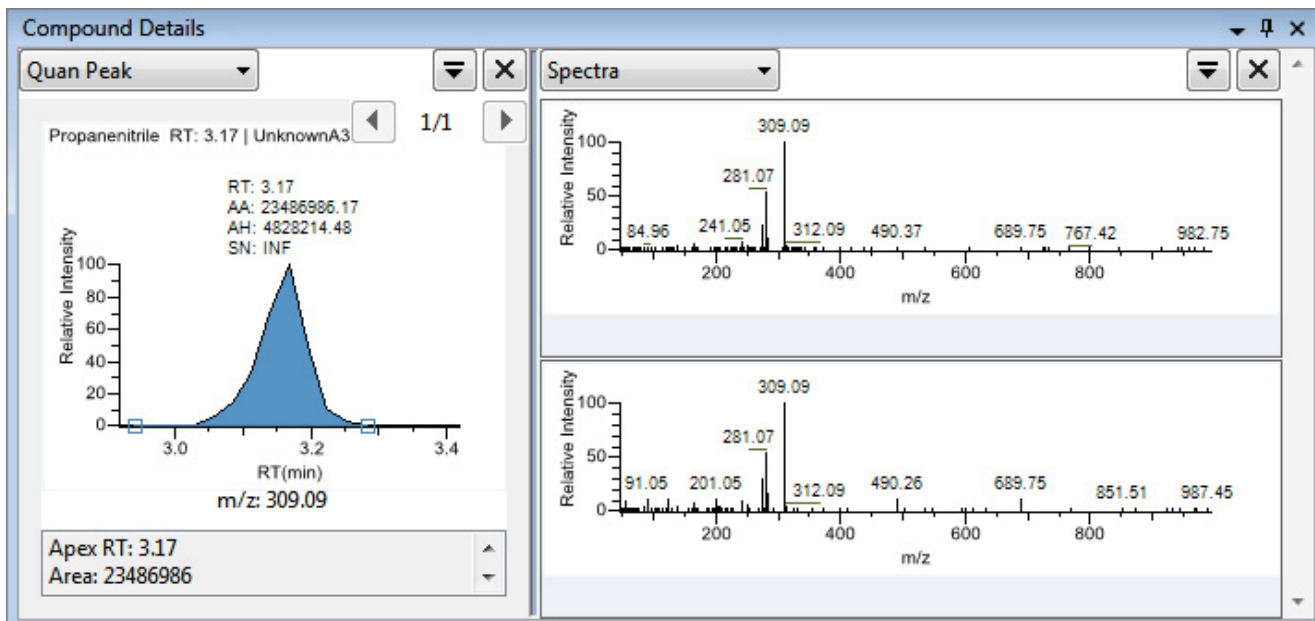 Compound Details
Quan Peak
1/1
Propanenitrile RT: 3.17 | UnknownA3
RT: 3.17
AA: 23486986.17
AH: 4828214.48
SN: INF
Relative Intensity
100
80
60
40
20
0
3.0 3.2 3.4
RT(min)
m/z: 309.09
Apex RT: 3.17
Area: 23486986
Spectra
Relative Intensity
100
50
0
309.09
281.07
84.96 241.05 312.09 490.37 689.75 767.42 982.75
200 400 600 800
m/z
Relative Intensity
100
50
0
309.09
281.07
91.05 201.05 312.09 490.26 689.75 851.51 987.45
200 400 600 800
m/z